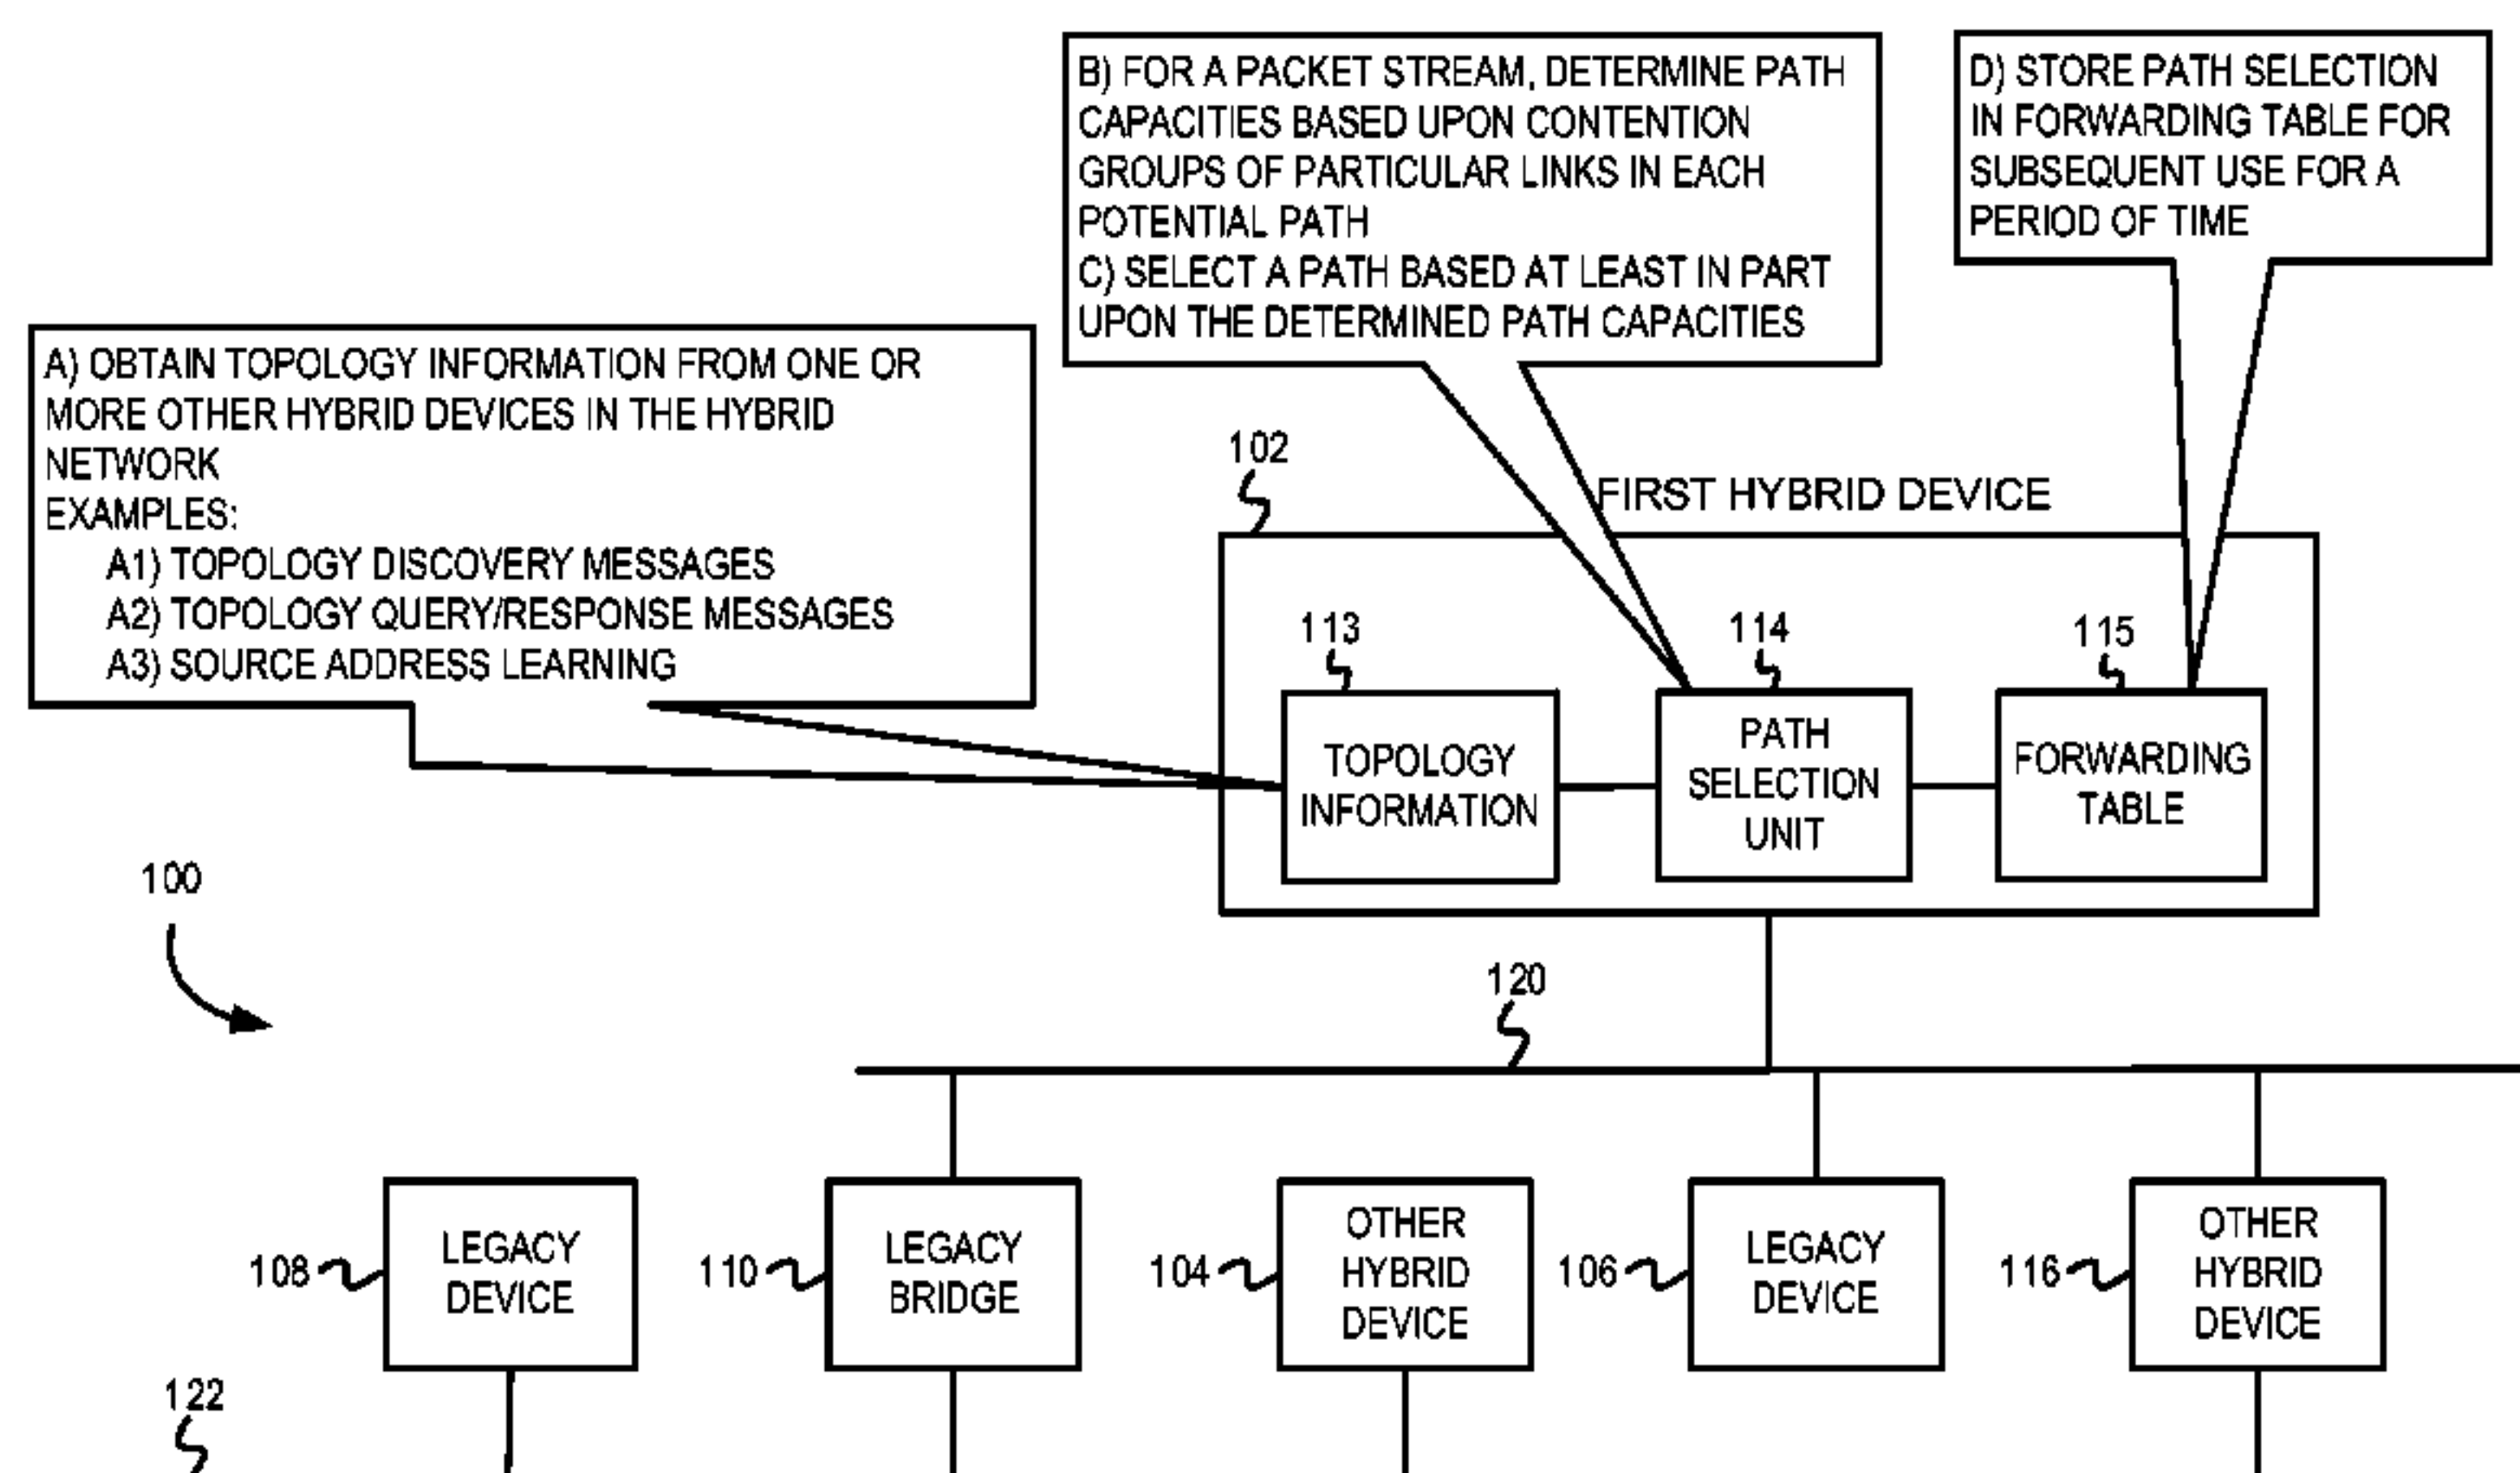 B) FOR A PACKET STREAM, DETERMINE PATH
CAPACITIES BASED UPON CONTENTION
GROUPS OF PARTICULAR LINKS IN EACH
POTENTIAL PATH
C) SELECT A PATH BASED AT LEAST IN PART
UPON THE DETERMINED PATH CAPACITIES
D) STORE PATH SELECTION
IN FORWARDING TABLE FOR
SUBSEQUENT USE FOR A
PERIOD OF TIME
A) OBTAIN TOPOLOGY INFORMATION FROM ONE OR
MORE OTHER HYBRID DEVICES IN THE HYBRID
NETWORK
EXAMPLES:
A1) TOPOLOGY DISCOVERY MESSAGES
A2) TOPOLOGY QUERY/RESPONSE MESSAGES
A3) SOURCE ADDRESS LEARNING
102
FIRST HYBRID DEVICE
113
114
115
TOPOLOGY
INFORMATION
PATH
SELECTION
UNIT
FORWARDING
TABLE
100
120
108
LEGACY
DEVICE
110
LEGACY
BRIDGE
104
OTHER
HYBRID
DEVICE
106
LEGACY
DEVICE
116
OTHER
HYBRID
DEVICE
122